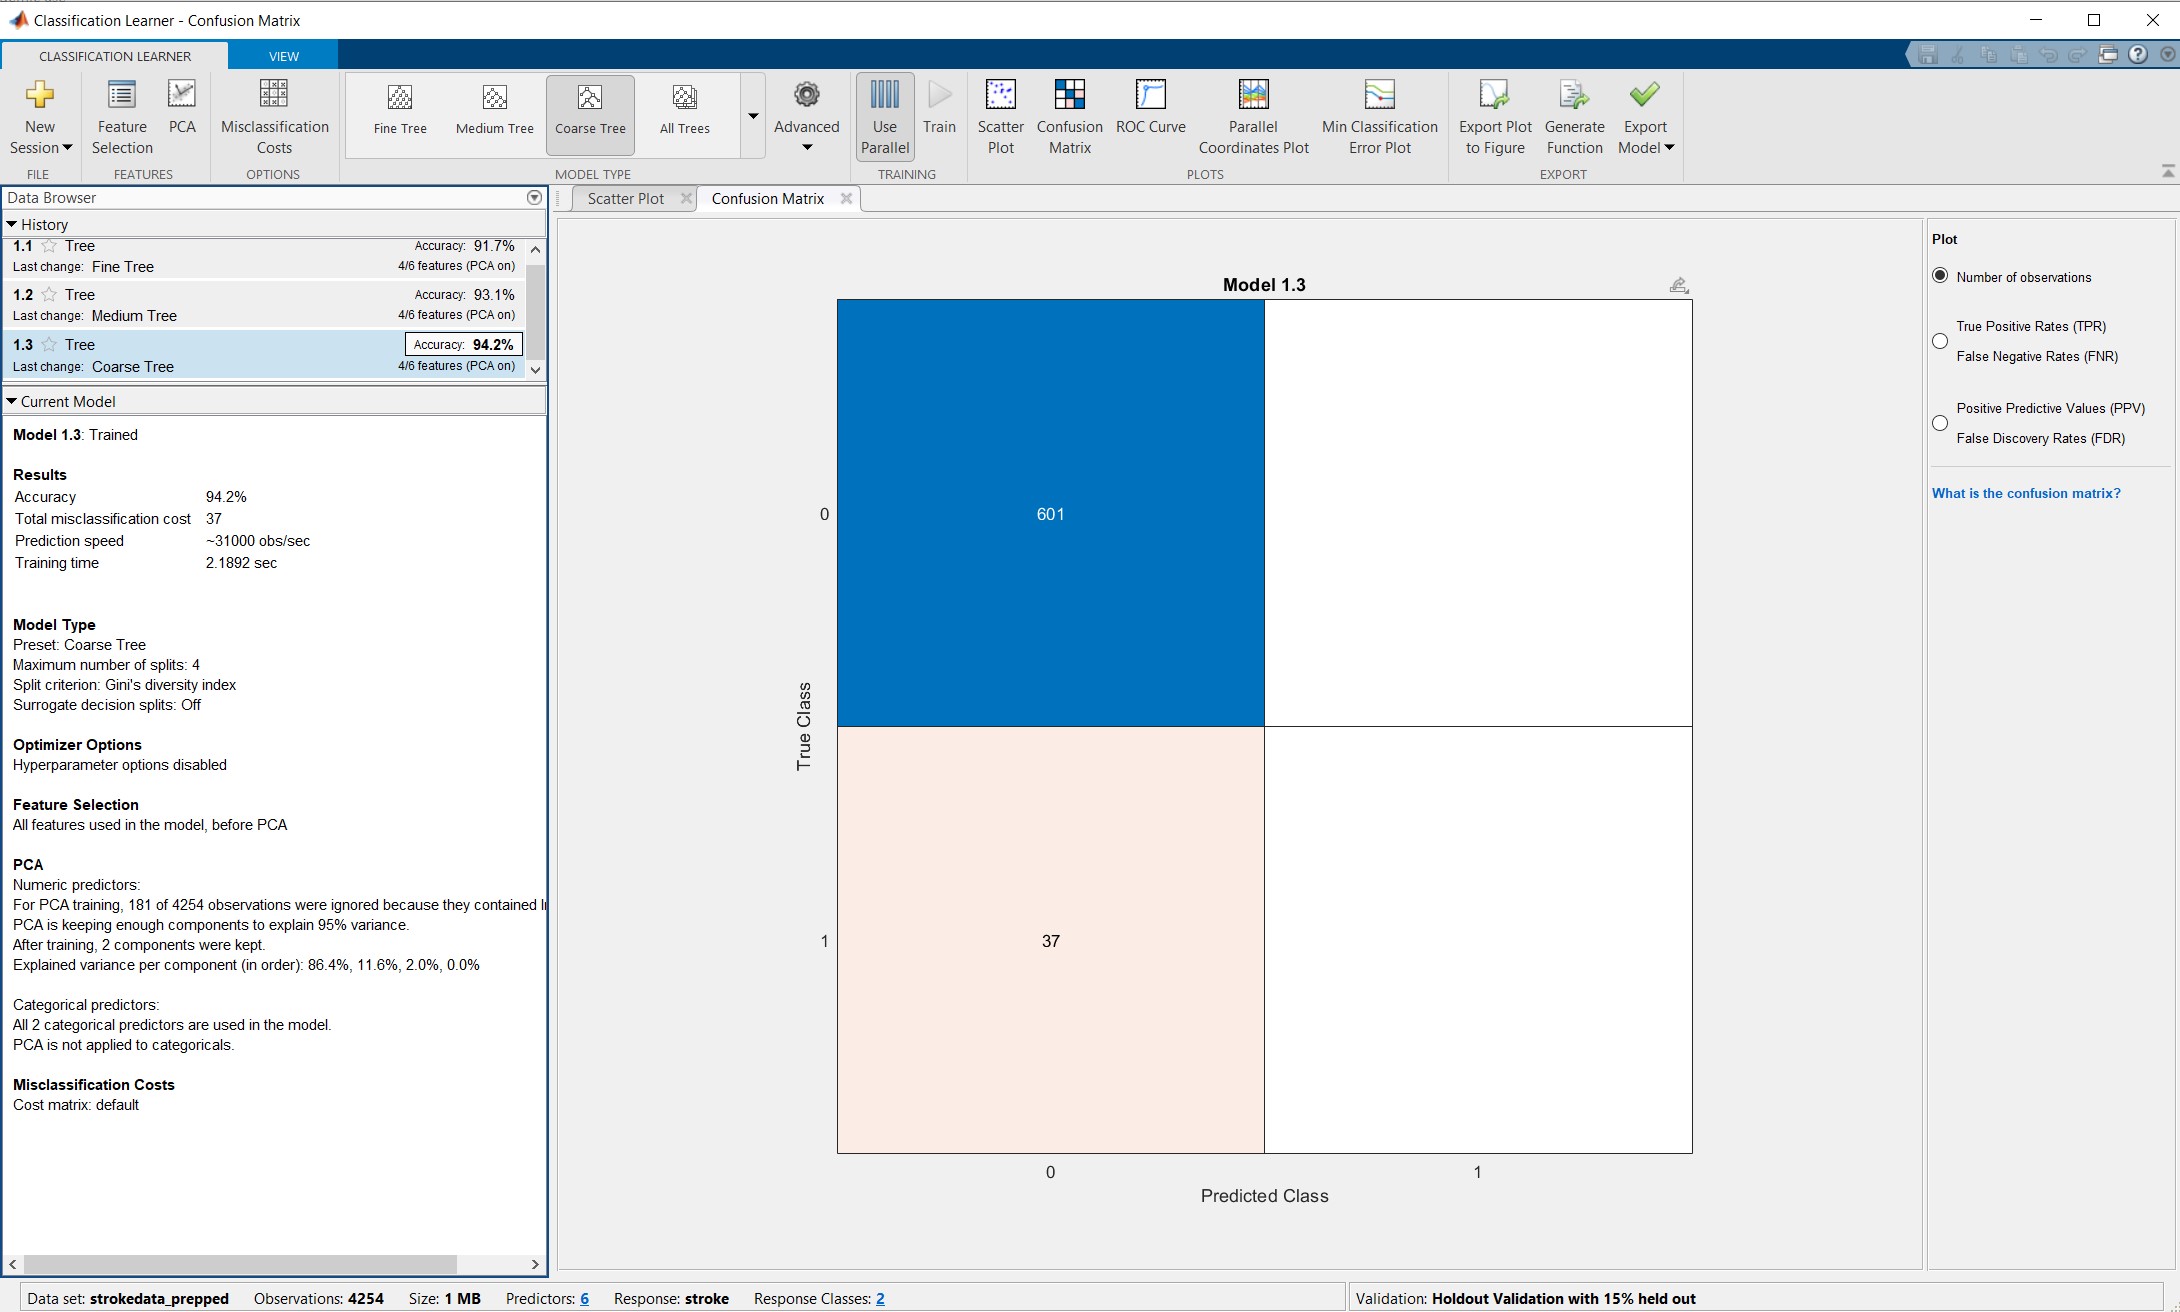 Classification Learner - Confusion Matrix
CLASSIFICATION LEARNER
VIEW
New Session
Feature Selection
PCA
Misclassification Costs
Fine Tree
Medium Tree
Coarse Tree
All Trees
Advanced
Use Parallel
Train
Scatter Plot
Confusion Matrix
ROC Curve
Parallel Coordinates Plot
Min Classification Error Plot
Export Plot to Figure
Generate Function
Export Model
FILE
FEATURES
OPTIONS
MODEL TYPE
TRAINING
PLOTS
EXPORT
Data Browser
History
1.1 Tree Accuracy: 91.7%
Last change: Fine Tree 4/6 features (PCA on)
1.2 Tree Accuracy: 93.1%
Last change: Medium Tree 4/6 features (PCA on)
1.3 Tree Accuracy: 94.2%
Last change: Coarse Tree 4/6 features (PCA on)
Current Model
Model 1.3: Trained
Results
Accuracy 94.2%
Total misclassification cost 37
Prediction speed ~31000 obs/sec
Training time 2.1892 sec
Model Type
Preset: Coarse Tree
Maximum number of splits: 4
Split criterion: Gini's diversity index
Surrogate decision splits: Off
Optimizer Options
Hyperparameter options disabled
Feature Selection
All features used in the model, before PCA
PCA
Numeric predictors:
For PCA training, 181 of 4254 observations were ignored because they contained
PCA is keeping enough components to explain 95% variance.
After training, 2 components were kept.
Explained variance per component (in order): 86.4%, 11.6%, 2.0%, 0.0%
Categorical predictors:
All 2 categorical predictors are used in the model.
PCA is not applied to categoricals.
Misclassification Costs
Cost matrix: default
Scatter Plot
Confusion Matrix
Model 1.3
0
601
True Class
1
37
0
1
Predicted Class
Plot
Number of observations
True Positive Rates (TPR)
False Negative Rates (FNR)
Positive Predictive Values (PPV)
False Discovery Rates (FDR)
What is the confusion matrix?
Data set: strokedata_prepped Observations: 4254 Size: 1 MB Predictors: 6 Response: stroke Response Classes: 2
Validation: Holdout Validation with 15% held out